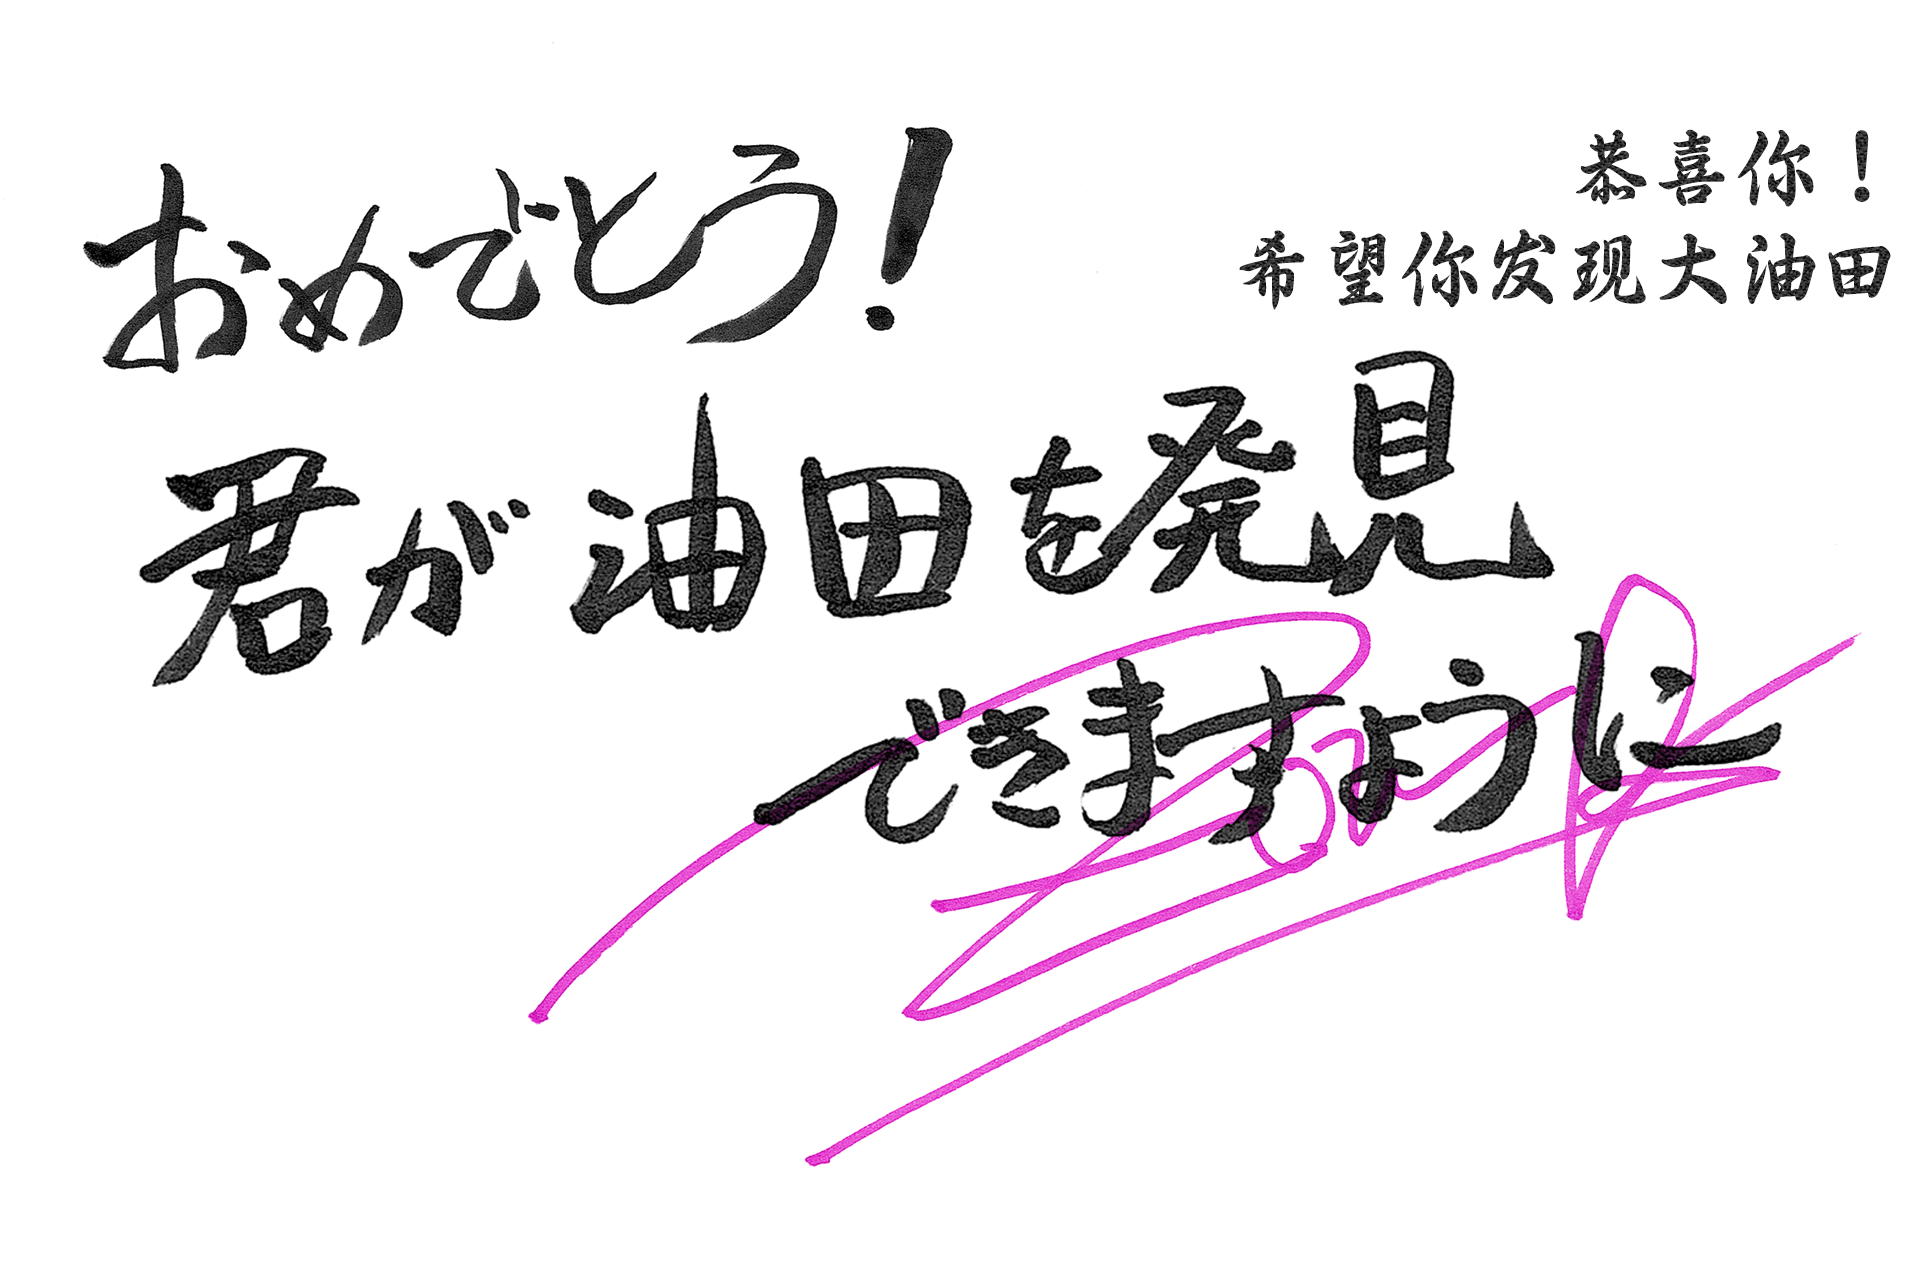 おめでとう!
恭喜你!
希望你发现大油田
君が油田を発見
できますように